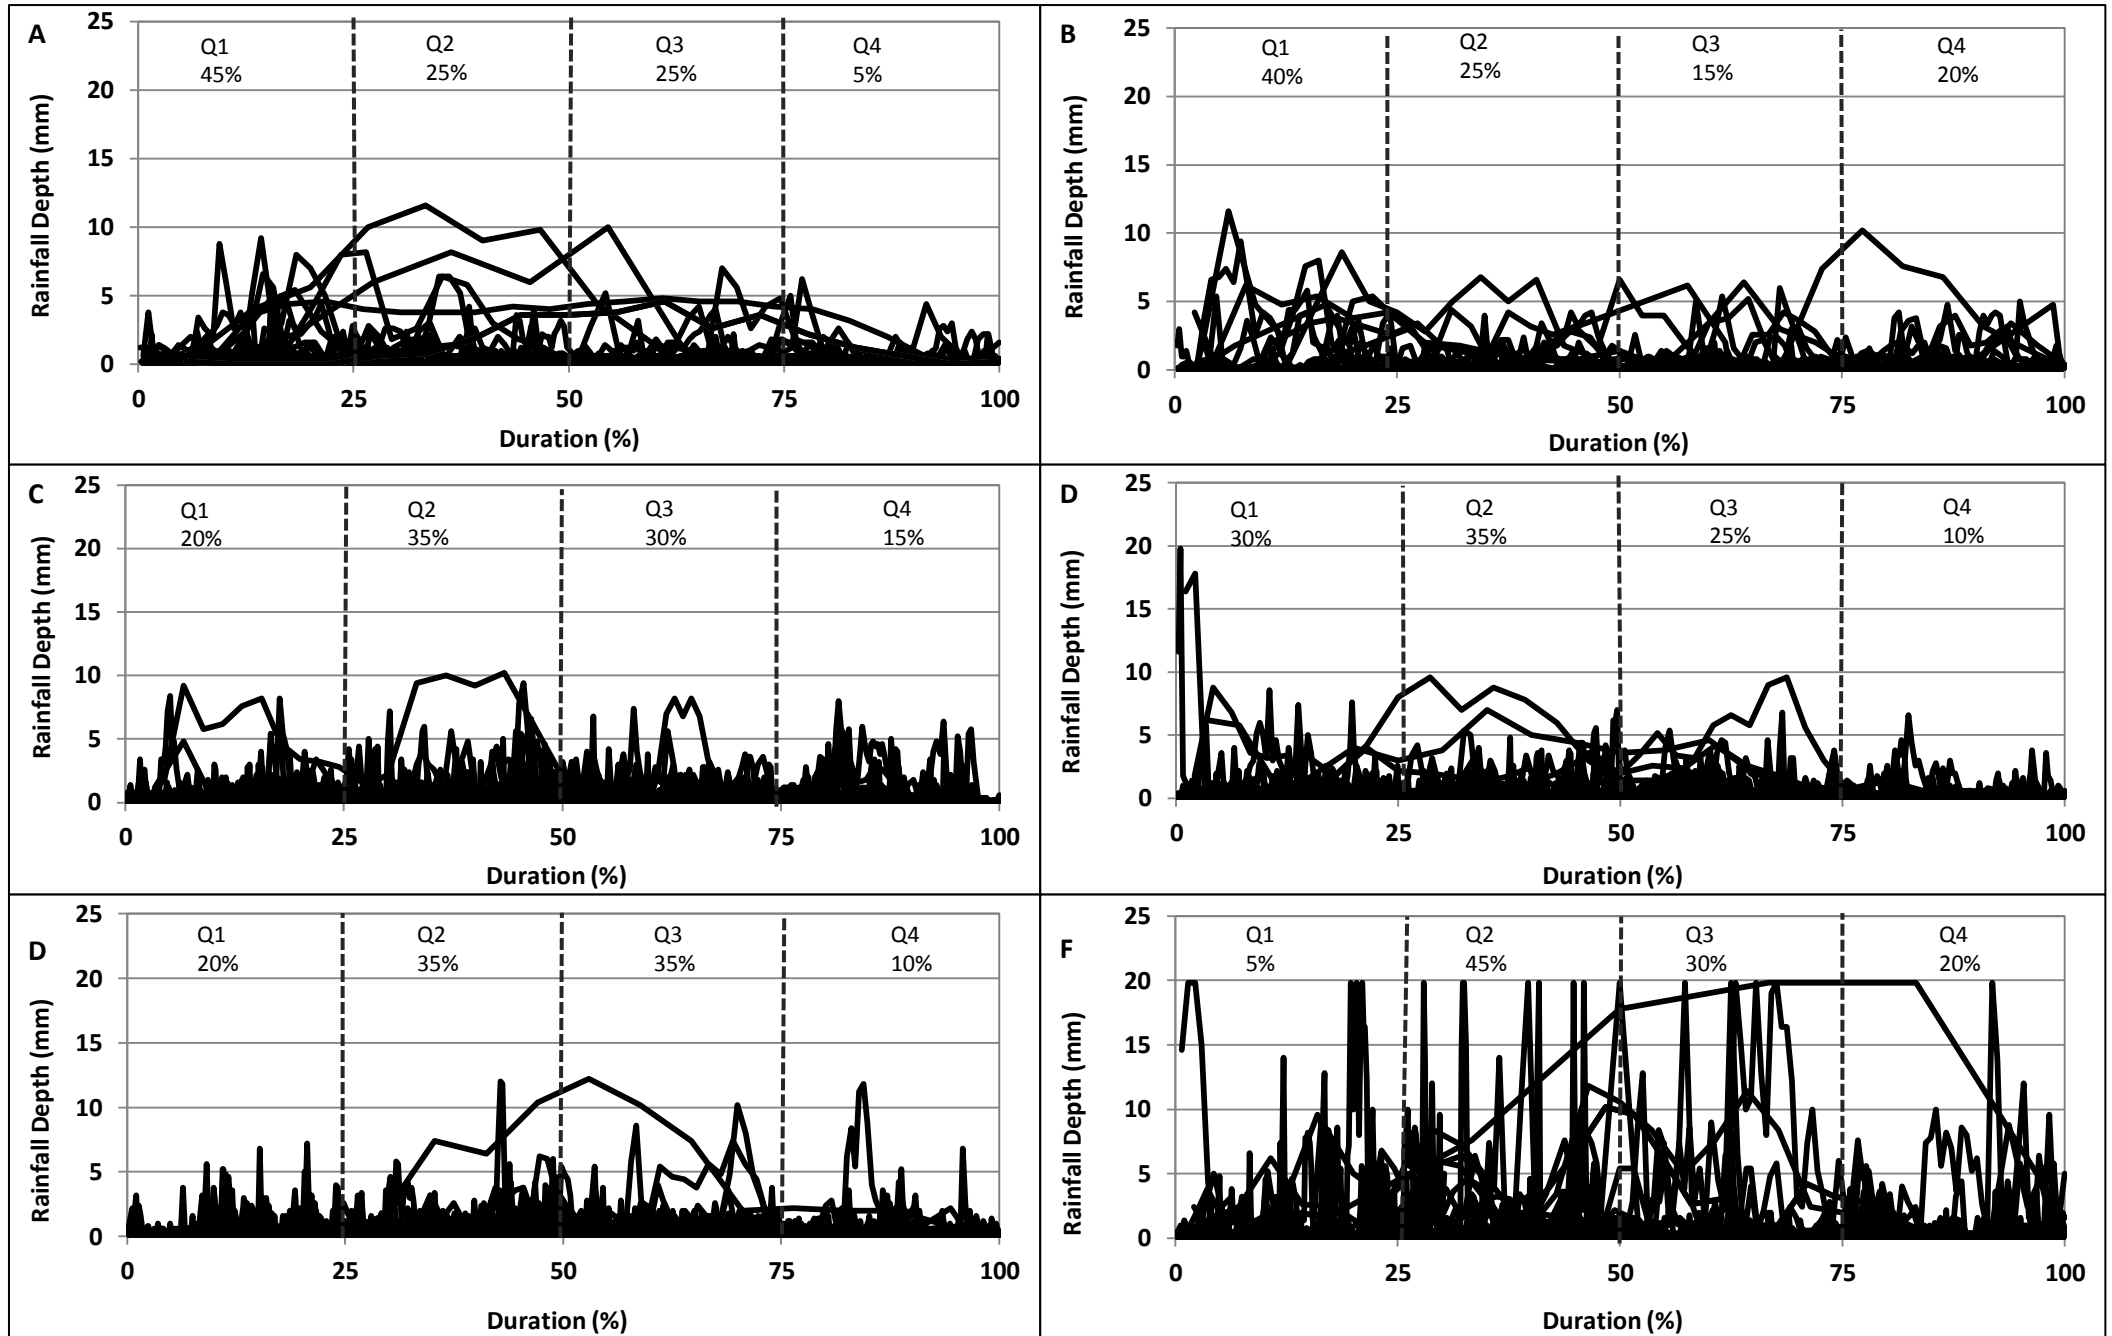 A
Q1
45%
Q2
25%
Q3
25%
Q4
5%
25
20
15
10
5
0
Rainfall Depth (mm)
0 25 50 75 100
Duration (%)
B
Q1
40%
Q2
25%
Q3
15%
Q4
20%
25
20
15
10
5
0
Rainfall Depth (mm)
0 25 50 75 100
Duration (%)
C
Q1
20%
Q2
35%
Q3
30%
Q4
15%
25
20
15
10
5
0
Rainfall Depth (mm)
0 25 50 75 100
Duration (%)
D
Q1
30%
Q2
35%
Q3
25%
Q4
10%
25
20
15
10
5
0
Rainfall Depth (mm)
0 25 50 75 100
Duration (%)
D
Q1
20%
Q2
35%
Q3
35%
Q4
10%
25
20
15
10
5
0
Rainfall Depth (mm)
0 25 50 75 100
Duration (%)
F
Q1
5%
Q2
45%
Q3
30%
Q4
20%
25
20
15
10
5
0
Rainfall Depth (mm)
0 25 50 75 100
Duration (%)